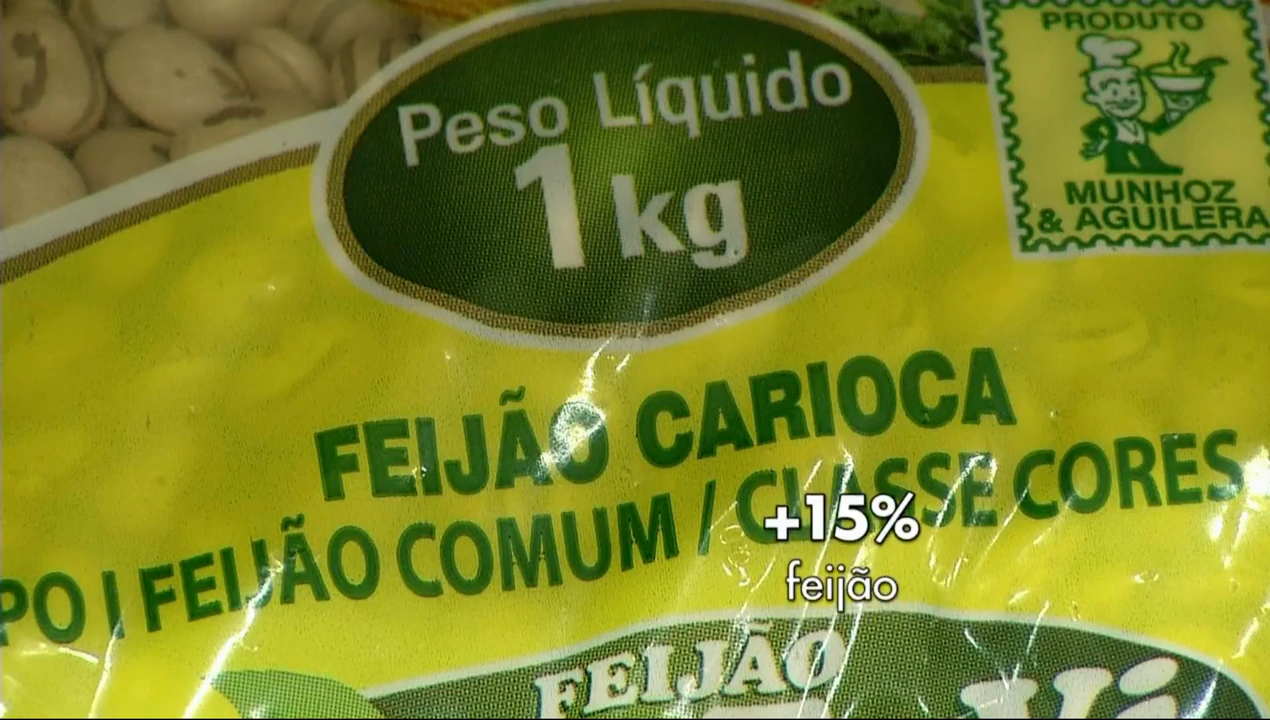 Peso Líquido
1kg
PRODUTO
MUNHOZ
& AGUILERA
FEIJÃO CARIOCA
PO I FEIJÃO COMUM / CLASSE CORES
+15%
feijão
FEIJÃO